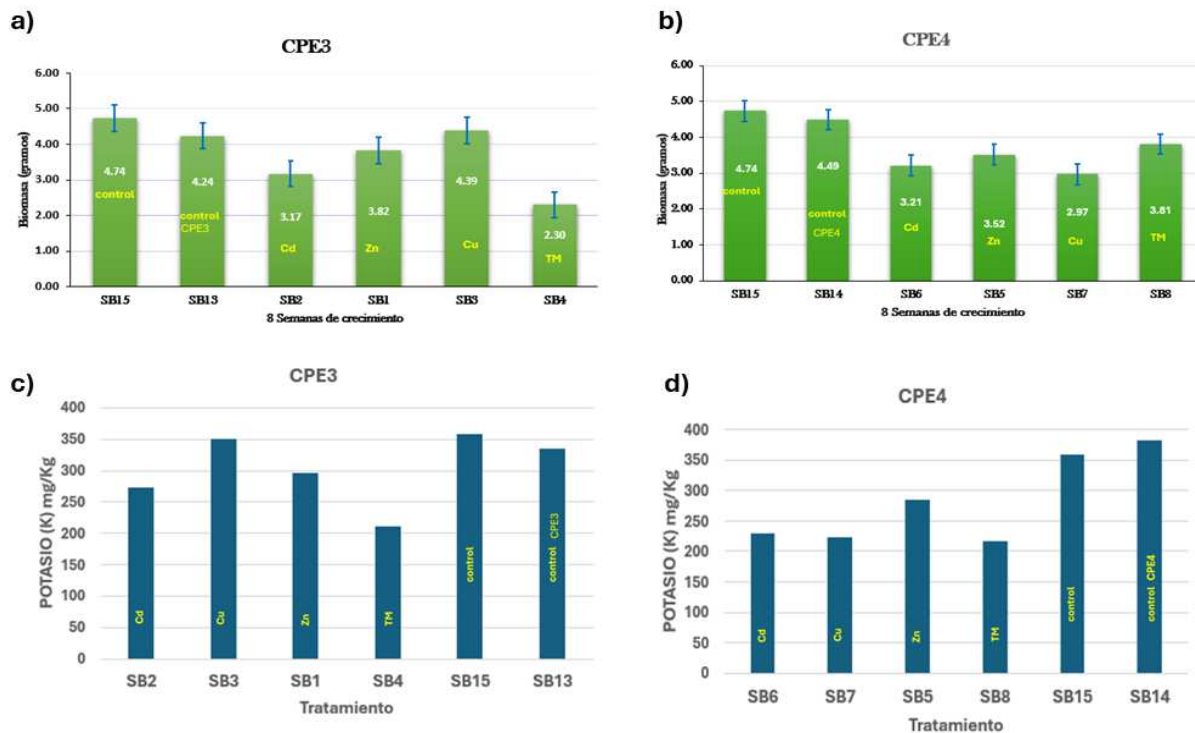 a)
CPE3
Biomasa (gramos)
6.00
5.00
4.00
3.00
2.00
1.00
0.00
4.74
control
4.24
control
CPE3
3.17
Cd
3.82
Zn
4.39
Cu
2.30
TM
SB15 SB13 SB2 SB1 SB3 SB4
8 Semanas de crecimiento
b)
CPE4
Biomasa (gramos)
6.00
5.00
4.00
3.00
2.00
1.00
0.00
4.74
control
4.49
control
CPE4
3.21
Cd
3.52
Zn
2.97
Cu
3.81
TM
SB15 SB14 SB6 SB5 SB7 SB8
8 Semanas de crecimiento
c)
CPE3
POTASIO (K) mg/Kg
400
350
300
250
200
150
100
50
0
Cd
Cu
Zn
TM
control
control CPE3
SB2 SB3 SB1 SB4 SB15 SB13
Tratamiento
d)
CPE4
POTASIO (K) mg/Kg
400
350
300
250
200
150
100
50
0
Cd
Cu
Zn
TM
control
control CPE4
SB6 SB7 SB5 SB8 SB15 SB14
Tratamiento